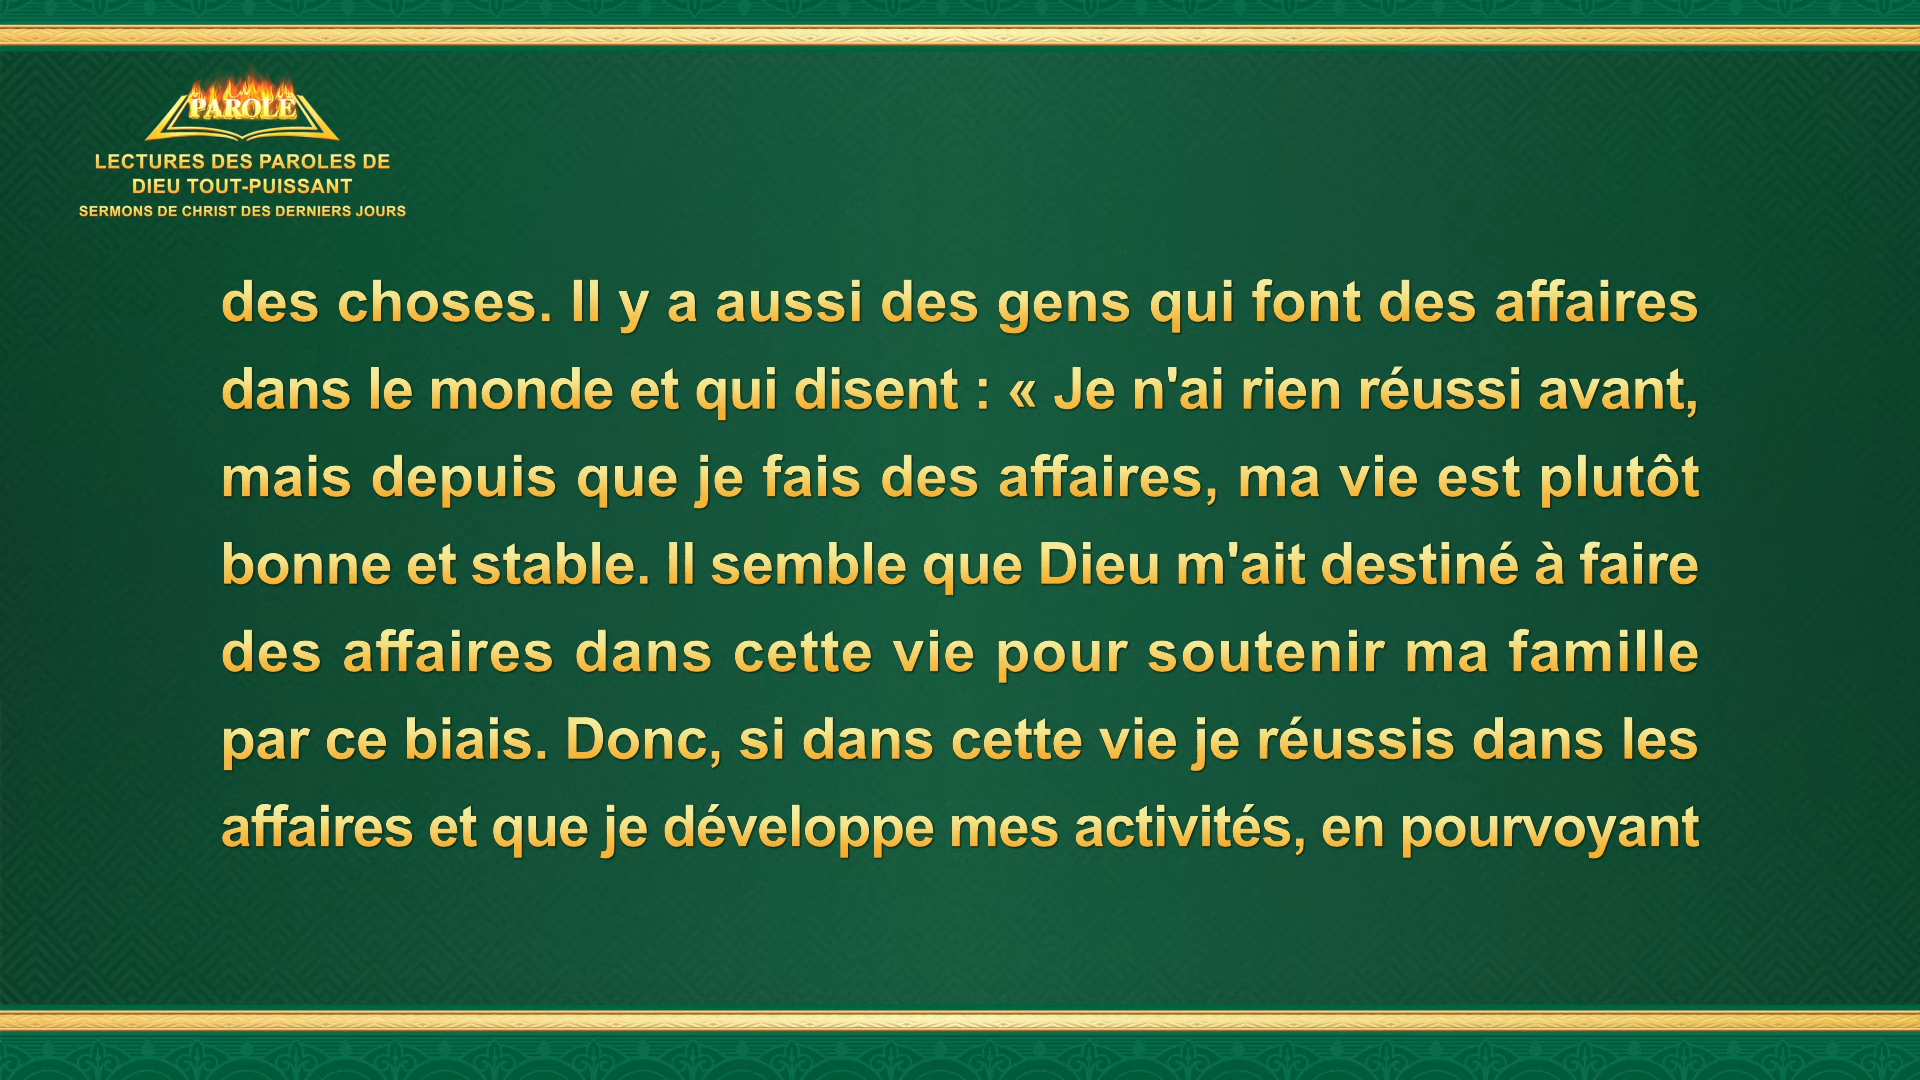 PAROLE
LECTURES DES PAROLES DE
DIEU TOUT-PUISSANT
SERMONS DE CHRIST DES DERNIERS JOURS
des choses. Il y a aussi des gens qui font des affaires
dans le monde et qui disent : « Je n'ai rien réussi avant,
mais depuis que je fais des affaires, ma vie est plutôt
bonne et stable. Il semble que Dieu m'ait destiné à faire
des affaires dans cette vie pour soutenir ma famille
par ce biais. Donc, si dans cette vie je réussis dans les
affaires et que je développe mes activités, en pourvoyant